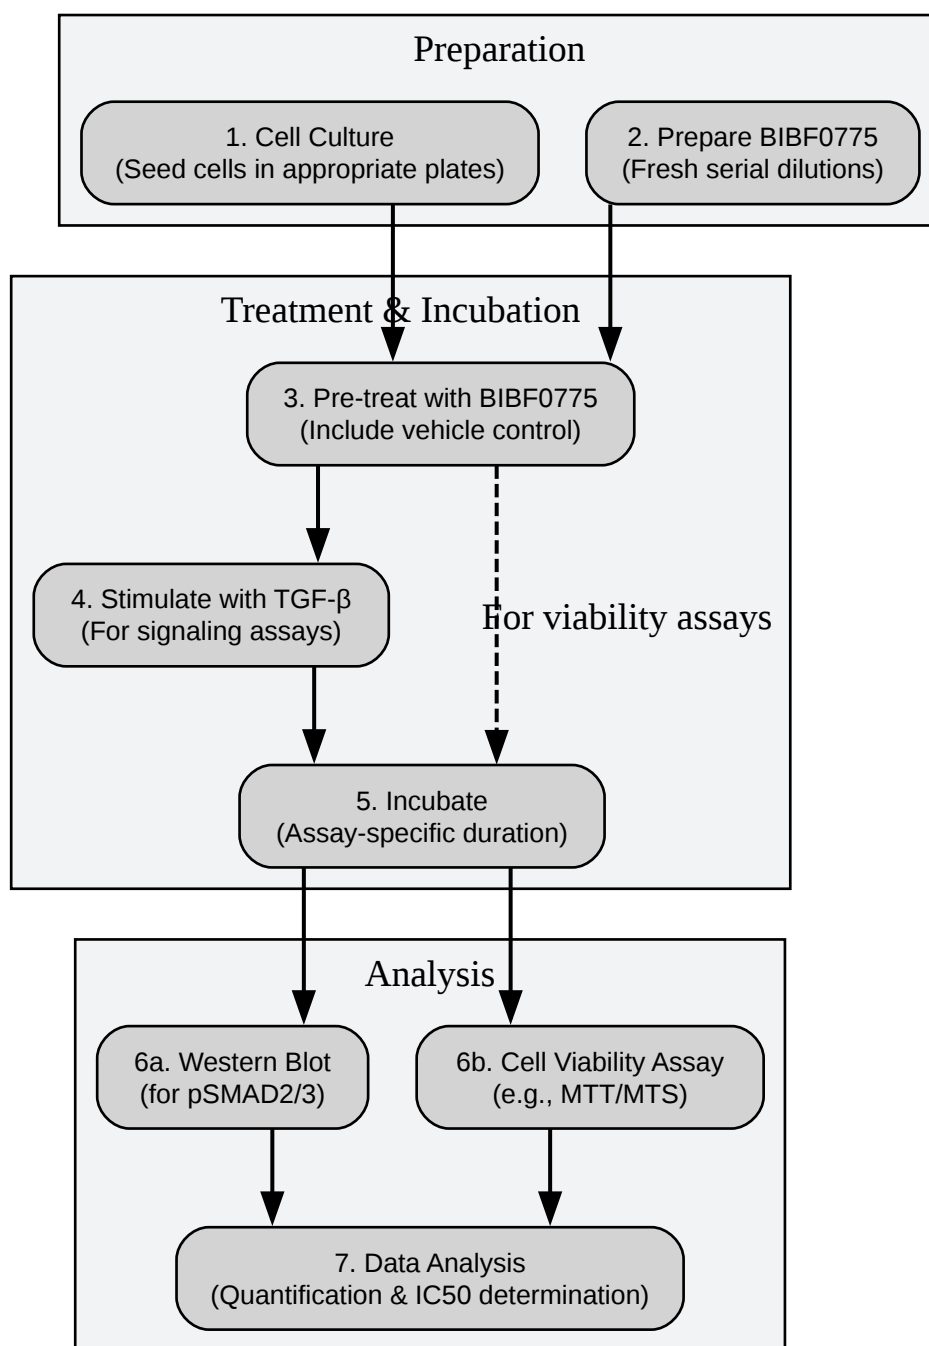 Preparation
1. Cell Culture
(Seed cells in appropriate plates)
2. Prepare BIBF0775
(Fresh serial dilutions)
Treatment & Incubation
3. Pre-treat with BIBF0775
(Include vehicle control)
4. Stimulate with TGF-β
(For signaling assays)
For viability assays
5. Incubate
(Assay-specific duration)
Analysis
6a. Western Blot
(for pSMAD2/3)
6b. Cell Viability Assay
(e.g., MTT/MTS)
7. Data Analysis
(Quantification & IC50 determination)